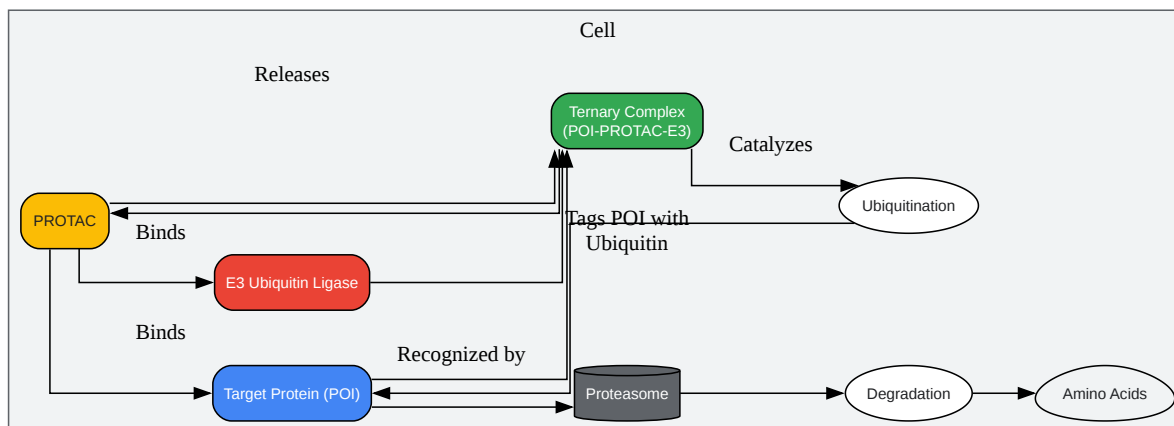 Cell
Releases
Ternary Complex
(POI-PROTAC-E3)
Catalyzes
PROTAC
Binds
Tags POI with
Ubiquitin
Ubiquitination
E3 Ubiquitin Ligase
Binds
Recognized by
Target Protein (POI)
Proteasome
Degradation
Amino Acids